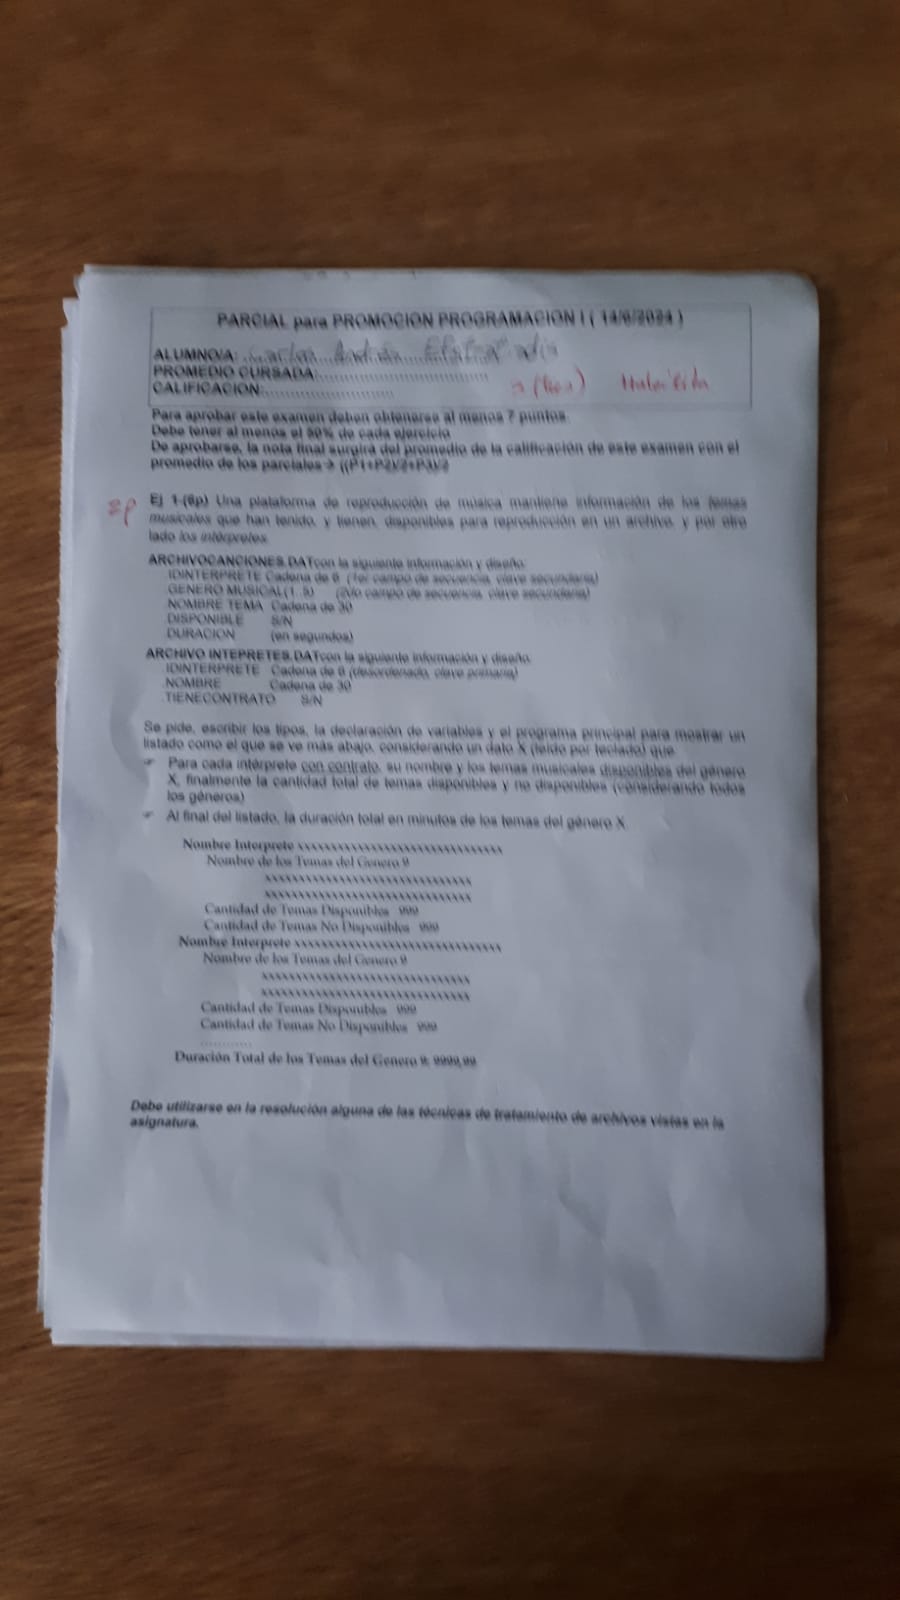 PARCIAL para PROMOCION PROGRAMACION I ( 14/6/2024 )
ALUMNO/A:
PROMEDIO CURSADA:
CALIFICACION:
Para aprobar este examen deben obtenerse al menos 7 puntos.
Debe tener al menos el 50% de cada ejercicio
De aprobarse, la nota final surgirá del promedio de la calificación de este examen con el
promedio de los parciales → ((P1+P2)/2+P3)/2
Ej 1-(6p) Una plataforma de reproducción de música mantiene información de los temas
musicales que han tenido, y tienen, disponibles para reproducción en un archivo, y por otro
lado los intérpretes.
ARCHIVOCANCIONES.DATcon la siguiente información y diseño:
.IDINTERPRETE Cadena de (1er campo de secuencia, clave secundaria)
.GENERO MUSICAL(1..5) (2do campo de secuencia, clave secundaria)
.NOMBRE TEMA Cadena de 30
.DISPONIBLE S/N
.DURACION (en segundos)
ARCHIVO INTEPRETES.DATcon la siguiente información y diseño:
.IDINTERPRETE Cadena de (desordenado, clave primaria)
.NOMBRE Cadena de 30
.TIENECONTRATO S/N
Se pide, escribir los tipos, la declaración de variables y el programa principal para mostrar un
listado como el que se ve más abajo, considerando un dato X (leído por teclado) que
Para cada intérprete con contrato, su nombre y los temas musicales disponibles del género
X, finalmente la cantidad total de temas disponibles y no disponibles (considerando todos
los géneros)
Al final del listado, la duración total en minutos de los temas del género X.
Nombre Interprete xxxxxxxxxxxxxxxxxxxxxxxxxxxxxx
Nombre de los Temas del Genero 9
xxxxxxxxxxxxxxxxxxxxxxxxxxxxxx
xxxxxxxxxxxxxxxxxxxxxxxxxxxxxx
Cantidad de Temas Disponibles 999
Cantidad de Temas No Disponibles 999
Nombre Interprete xxxxxxxxxxxxxxxxxxxxxxxxxxxxxx
Nombre de los Temas del Genero 9
xxxxxxxxxxxxxxxxxxxxxxxxxxxxxx
xxxxxxxxxxxxxxxxxxxxxxxxxxxxxx
Cantidad de Temas Disponibles 999
Cantidad de Temas No Disponibles 999
............
Duración Total de los Temas del Genero 9: 9999,99
Debe utilizarse en la resolución alguna de las técnicas de tratamiento de archivos vistas en la
asignatura.